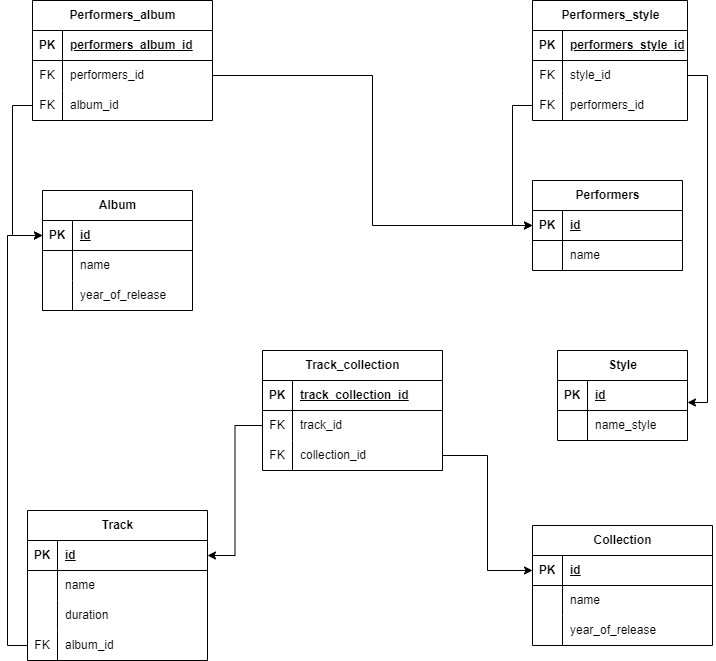 Performers_album
PK performers_album_id
FK performers_id
FK album_id
Performers_style
PK performers_style_id
FK style_id
FK performers_id
Album
PK id
name
year_of_release
Performers
PK id
name
Track_collection
PK track_collection_id
FK track_id
FK collection_id
Style
PK id
name_style
Track
PK id
name
duration
FK album_id
Collection
PK id
name
year_of_release